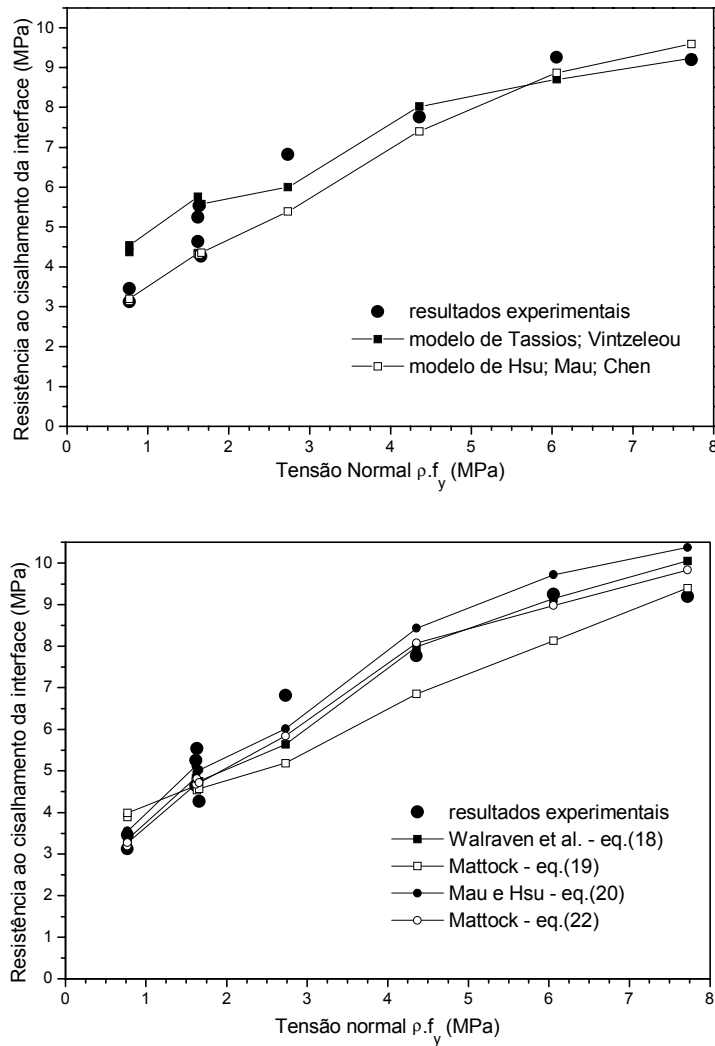 10
9
8
7
6
5
4
3
2
1
0
Resistência ao cisalhamento da interface (MPa)
resultados experimentais
modelo de Tassios; Vintzeleou
modelo de Hsu; Mau; Chen
0 1 2 3 4 5 6 7 8
Tensão Normal ρ.fy (MPa)
10
9
8
7
6
5
4
3
2
1
0
Resistência ao cisalhamento da interface (MPa)
resultados experimentais
Walraven et al. - eq.(18)
Mattock - eq.(19)
Mau e Hsu - eq.(20)
Mattock - eq.(22)
0 1 2 3 4 5 6 7 8
Tensão normal ρ.fy (MPa)